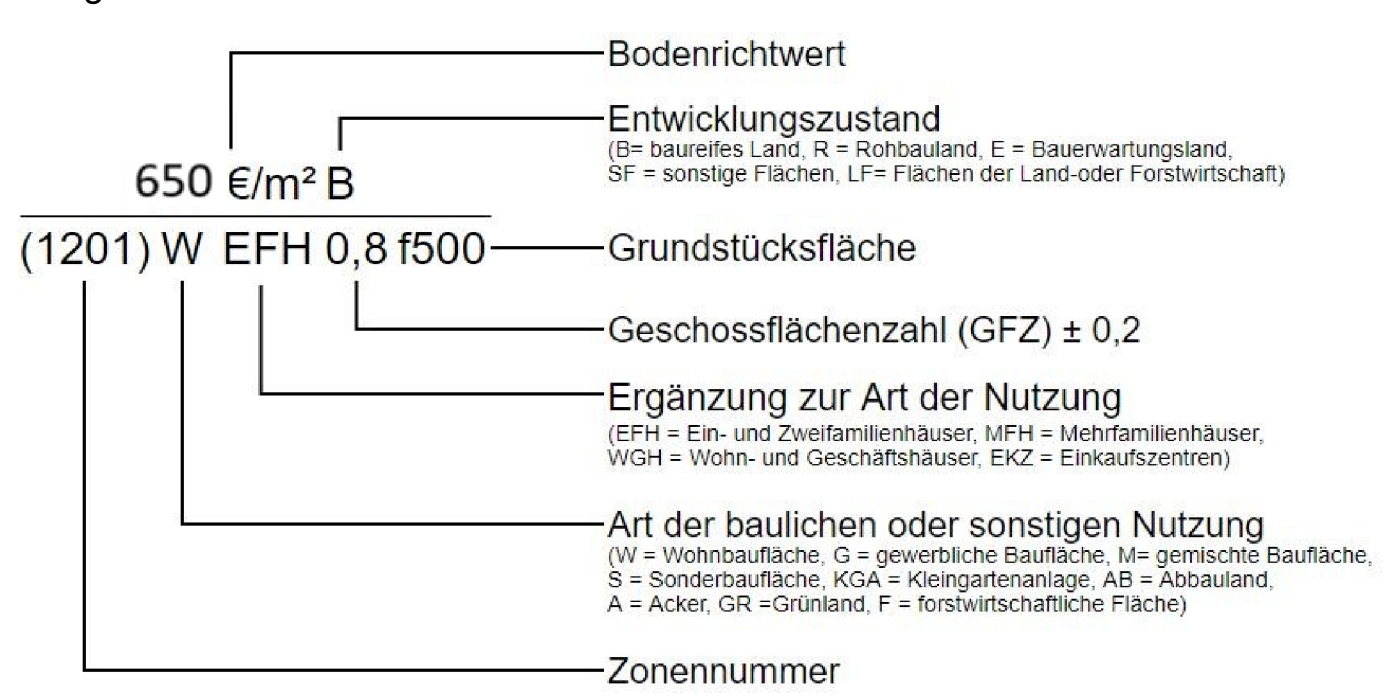 Bodenrichtwert
Entwicklungszustand
(B= baureifes Land, R = Rohbauland, E = Bauerwartungsland,
SF = sonstige Flächen, LF= Flächen der Land-oder Forstwirtschaft)
650 €/m² B
(1201) W EFH 0,8 f500
Grundstücksfläche
Geschossflächenzahl (GFZ) ± 0,2
Ergänzung zur Art der Nutzung
(EFH = Ein- und Zweifamilienhäuser, MFH = Mehrfamilienhäuser,
WGH = Wohn- und Geschäftshäuser, EKZ = Einkaufszentren)
Art der baulichen oder sonstigen Nutzung
(W = Wohnbaufläche, G = gewerbliche Baufläche, M= gemischte Baufläche,
S = Sonderbaufläche, KGA = Kleingartenanlage, AB = Abbauland,
A = Acker, GR =Grünland, F = forstwirtschaftliche Fläche)
Zonennummer